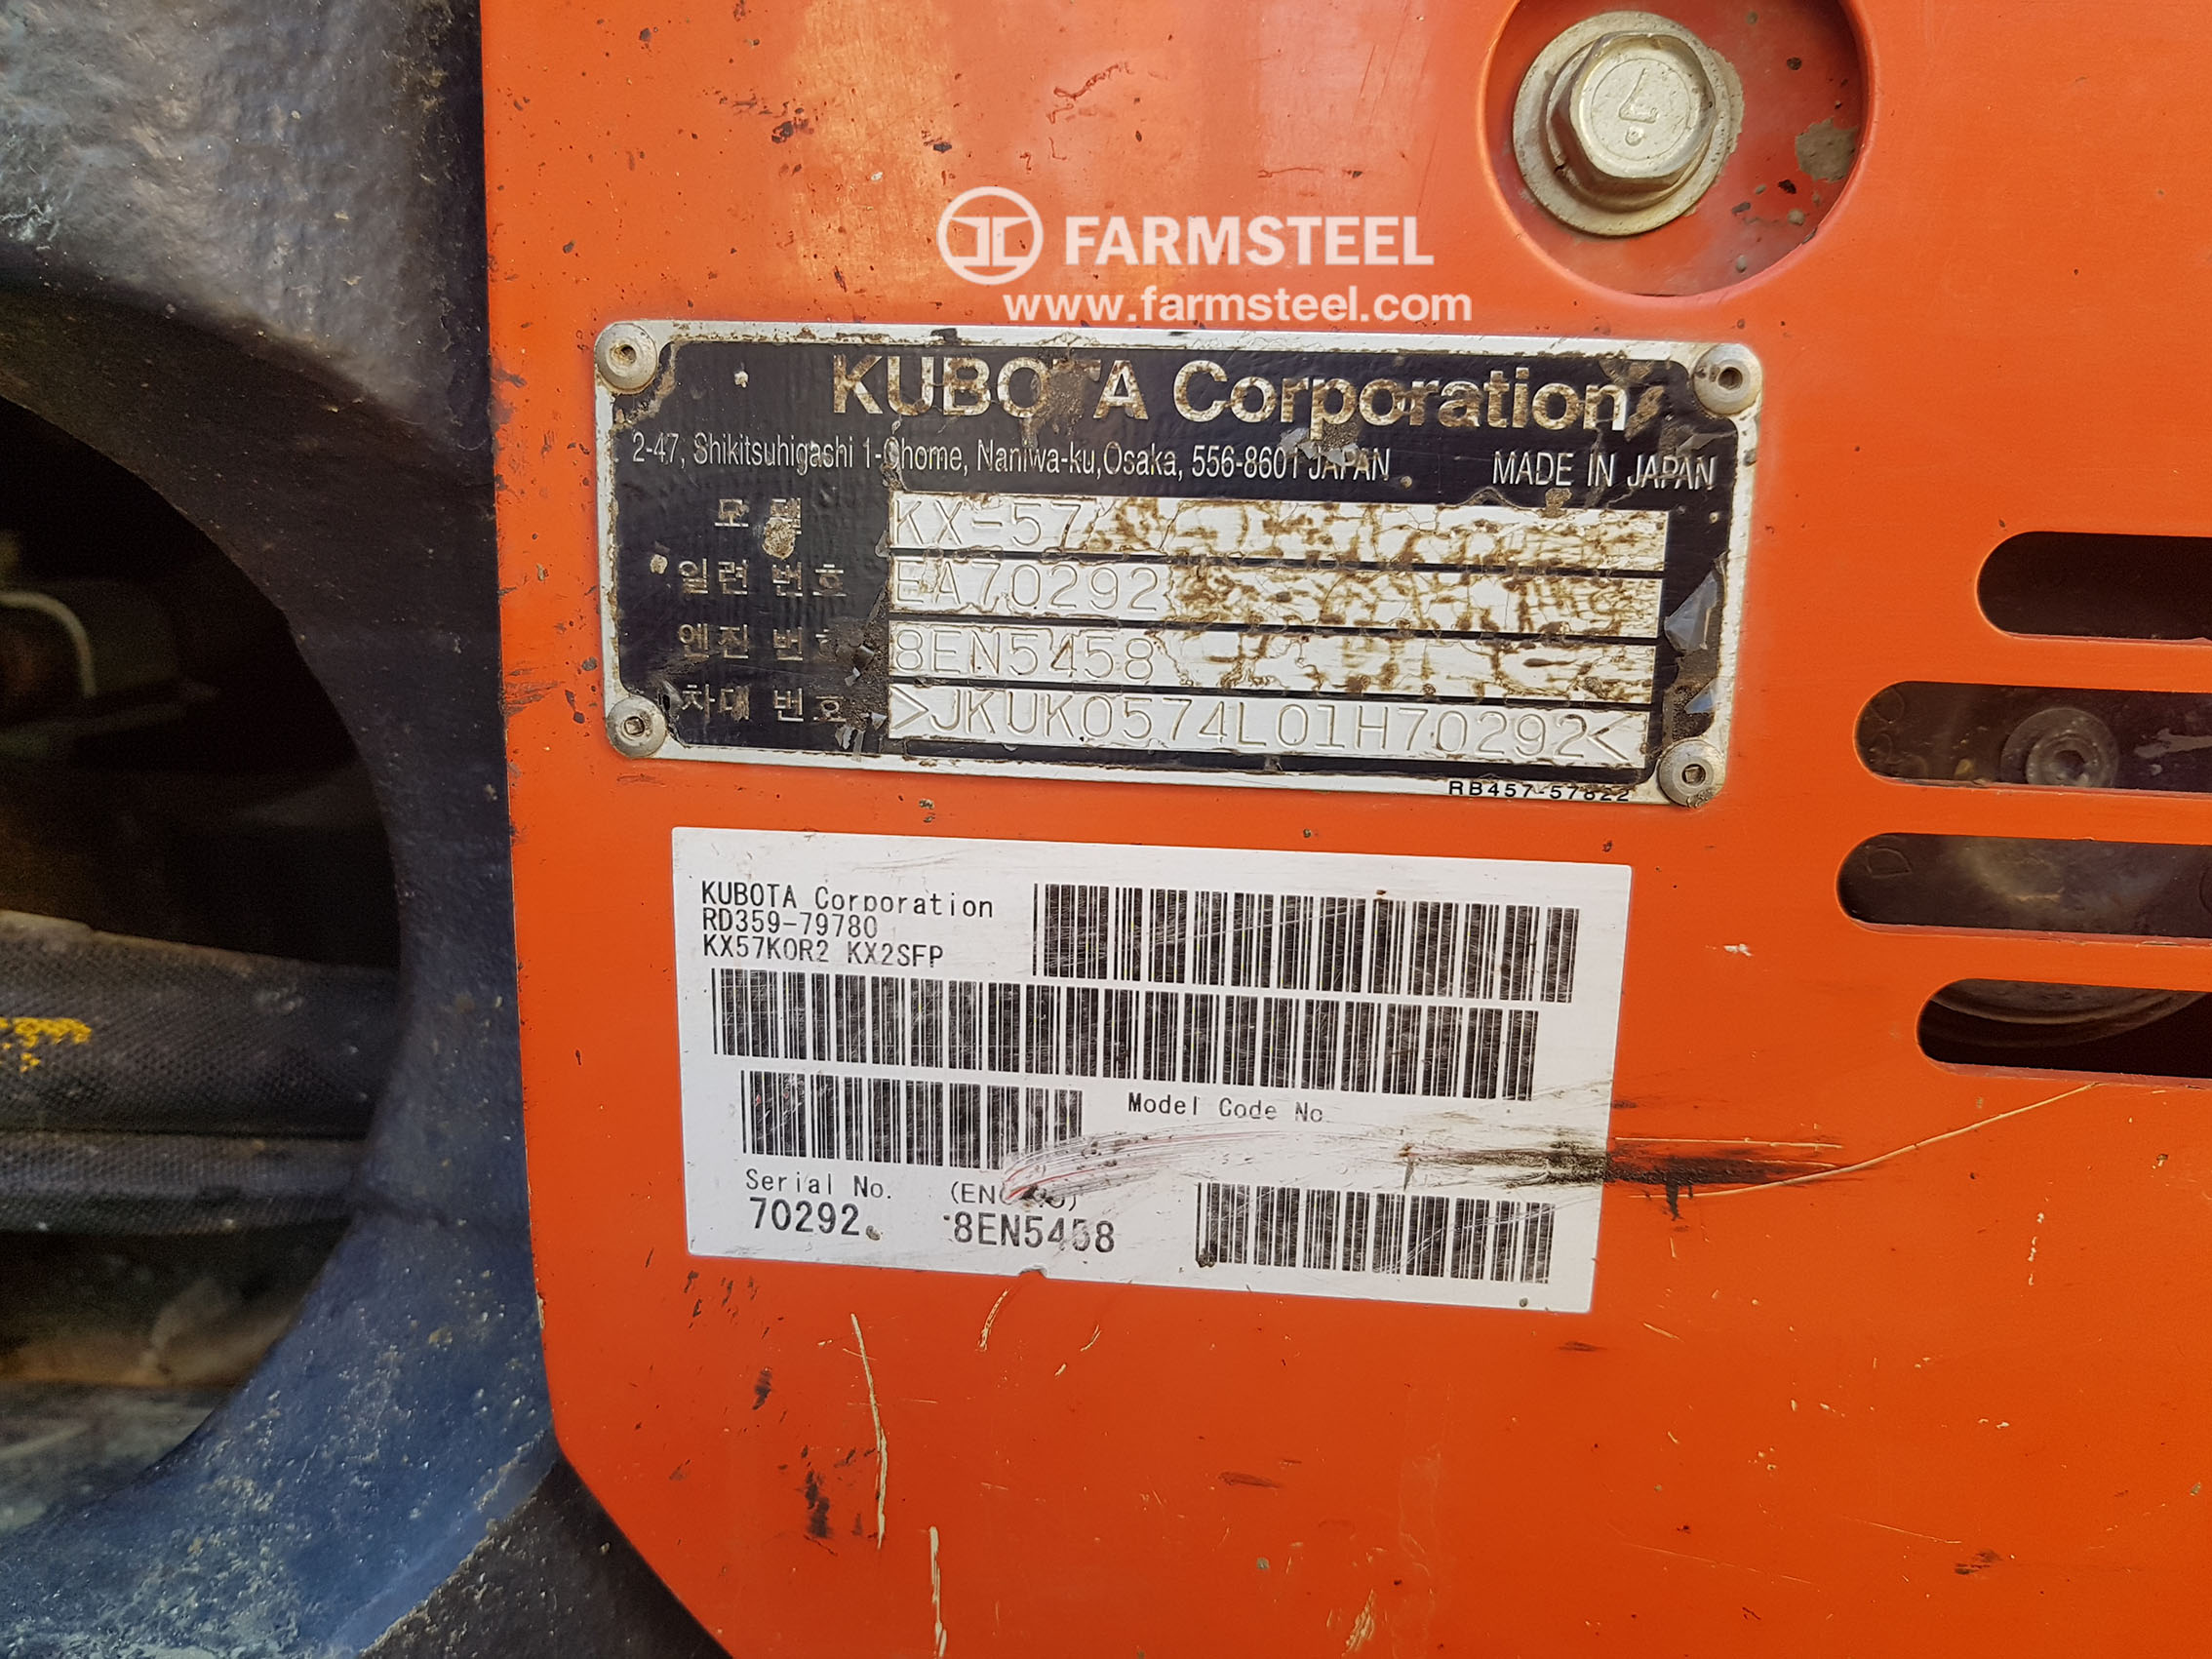 FARMSTEEL
www.farmsteel.com
KUBOTA Corporation
2-47, Shikitsuhigashi 1-Chome, Naniwa-ku, Osaka, 556-8601 JAPAN MADE IN JAPAN
모 델 KX-57
일련 번호 EA70292
엔진 번호 8EN5458
차대 번호 >JKUK0574L01H70292<
RB457-57822
KUBOTA Corporation
RD359-79780
KX57KOR2 KX2SFP
Model Code No.
Serial No.
70292 8EN5458
7